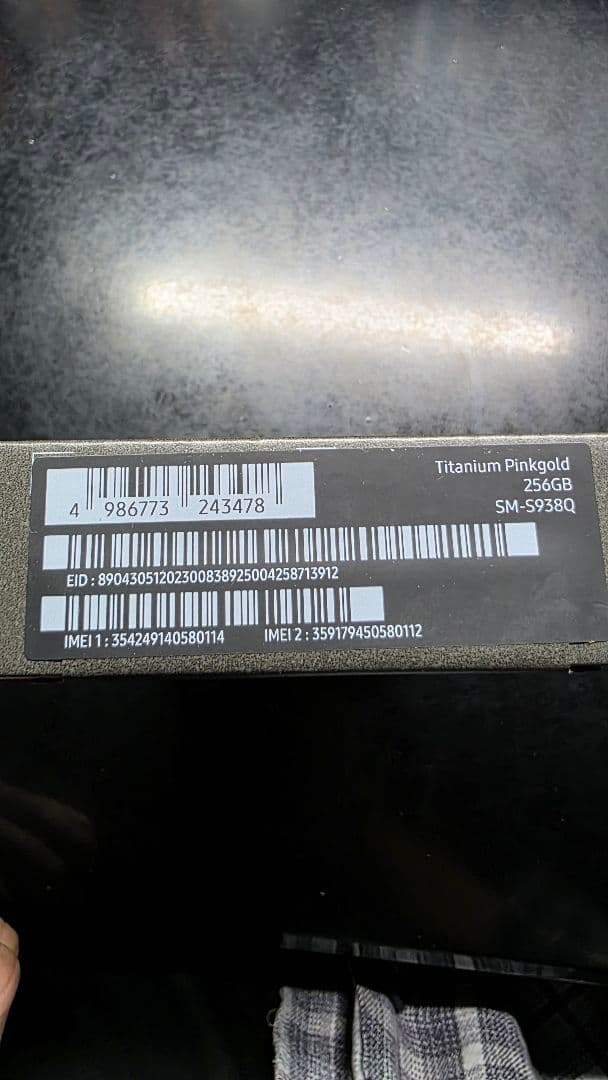 Titanium Pinkgold
256GB
SM-S938Q
4 986773 243478
EID : 89043051202300838925004258713912
IMEI 1 : 354249140580114 IMEI 2 : 359179450580112